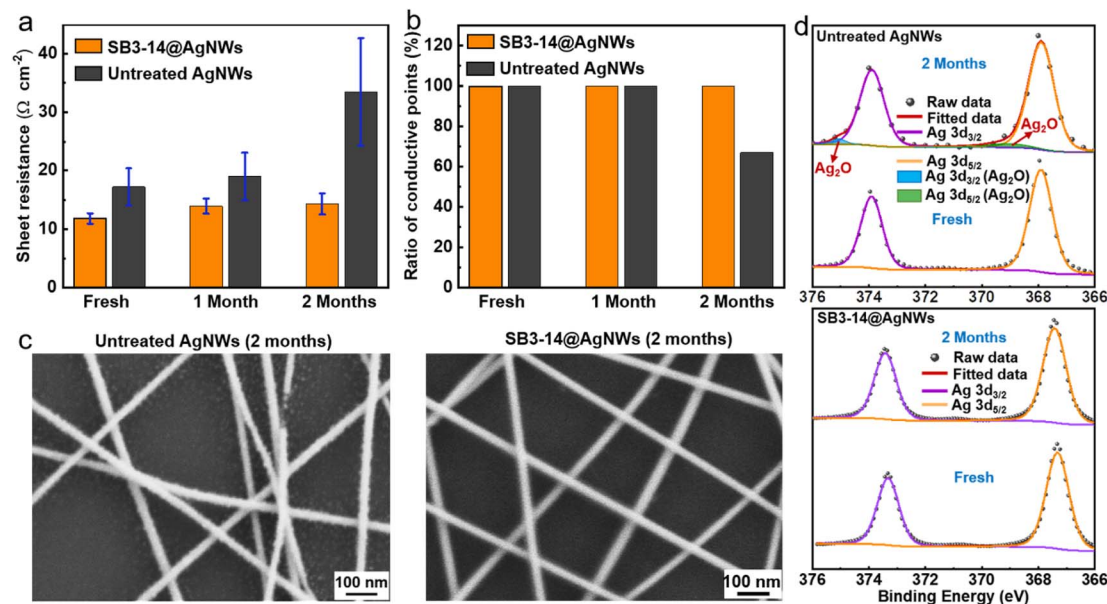 a
SB3-14@AgNWs
Untreated AgNWs
Sheet resistance (Ω cm⁻²)
40
30
20
10
0
Fresh
1 Month
2 Months
b
SB3-14@AgNWs
Untreated AgNWs
Ratio of conductive points (%)
120
100
80
60
40
20
0
Fresh
1 Month
2 Months
c
Untreated AgNWs (2 months)
100 nm
SB3-14@AgNWs (2 months)
100 nm
d
Untreated AgNWs
2 Months
Raw data
Fitted data
Ag 3d₃/₂
Ag₂O
Ag₂O
Ag 3d₅/₂
Ag 3d₃/₂ (Ag₂O)
Ag 3d₅/₂ (Ag₂O)
Fresh
376 374 372 370 368 366
SB3-14@AgNWs
2 Months
Raw data
Fitted data
Ag 3d₃/₂
Ag 3d₅/₂
Fresh
376 374 372 370 368 366
Binding Energy (eV)